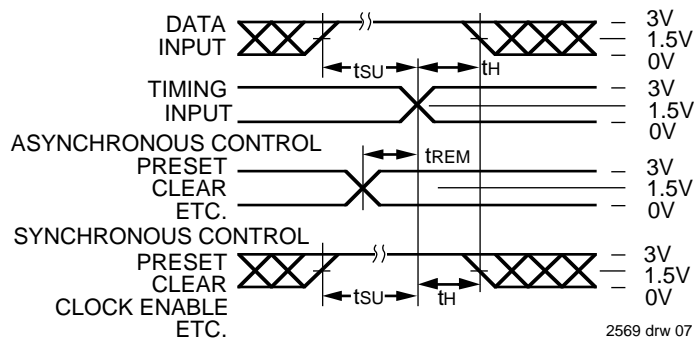 DATA
INPUT
3V
1.5V
0V
tSU
tH
TIMING
INPUT
3V
1.5V
0V
ASYNCHRONOUS CONTROL
PRESET
CLEAR
ETC.
tREM
3V
1.5V
0V
SYNCHRONOUS CONTROL
PRESET
CLEAR
CLOCK ENABLE
ETC.
tSU
tH
3V
1.5V
0V
2569 drw 07